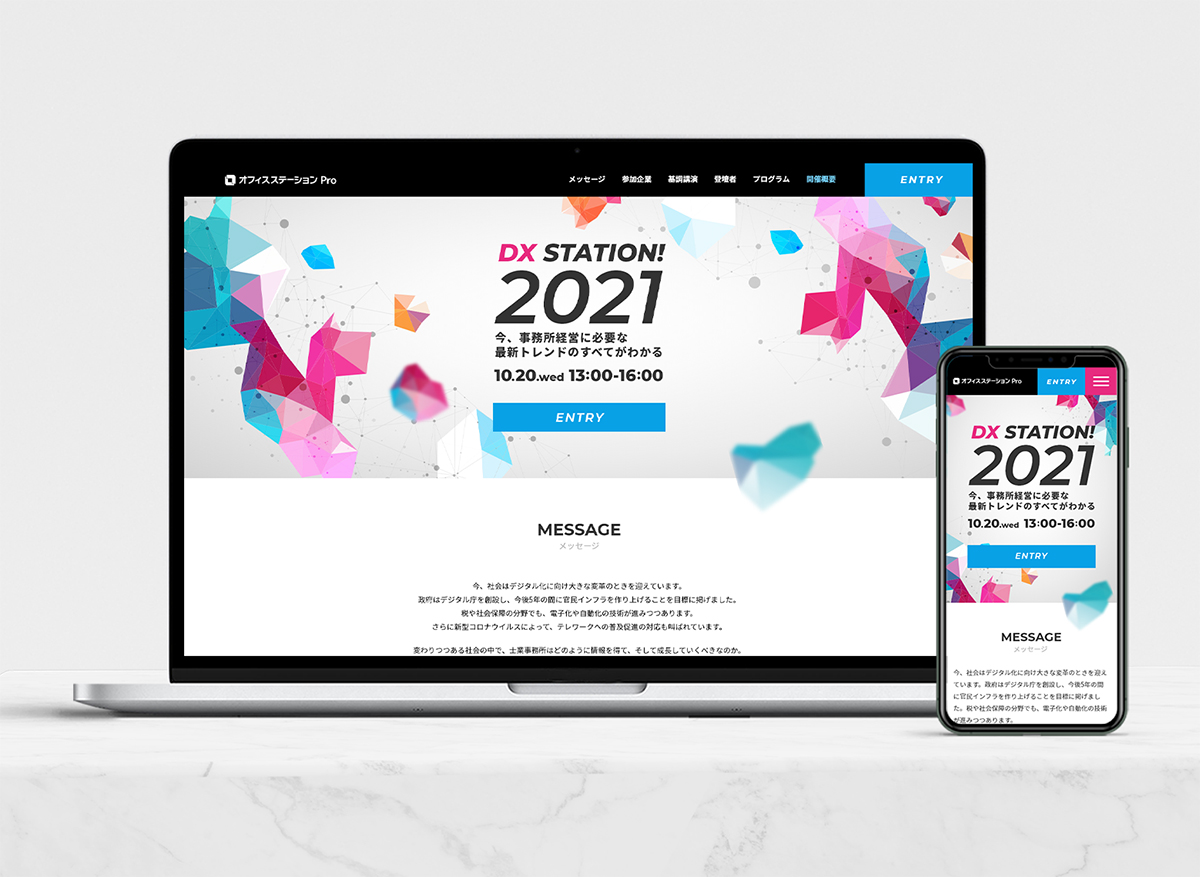 オフィスステーション Pro
メッセージ 参加企業 基調講演 登壇者 プログラム 開催概要 ENTRY
DX STATION!
2021
今、事務所経営に必要な
最新トレンドのすべてがわかる
10.20.wed 13:00-16:00
ENTRY
MESSAGE
メッセージ
今、社会はデジタル化に向け大きな変革のときを迎えています。
政府はデジタル庁を創設し、今後5年の間に官民インフラを作り上げることを目標に掲げました。
税や社会保障の分野でも、電子化や自動化の技術が進みつつあります。
さらに新型コロナウイルスによって、テレワークへの普及促進の対応も叫ばれています。
変わりつつある社会の中で、士業事務所はどのように情報を得て、そして成長していくべきなのか。
オフィスステーション Pro ENTRY
DX STATION!
2021
今、事務所経営に必要な
最新トレンドのすべてがわかる
10.20.wed 13:00-16:00
ENTRY
MESSAGE
メッセージ
今、社会はデジタル化に向け大きな変革のときを迎え
ています。政府はデジタル庁を創設し、今後5年の間
に官民インフラを作り上げることを目標に掲げまし
た。税や社会保障の分野でも、電子化や自動化の技術
が進みつつあります。